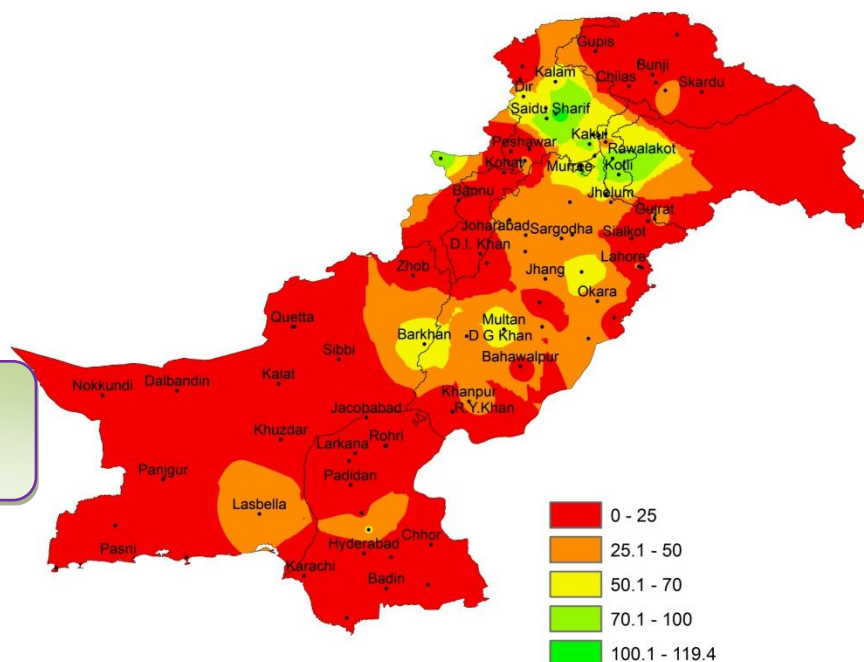 Gupis
Kalam
Bunji
Chilas
Skardu
Dir
Saidu Sharif
Kakul
Peshawar
Rawalakot
Kohat
Murree
Kotli
Bannu
Jhelum
Gujrat
Joharabad
Sargodha
Sialkot
D.I. Khan
Lahore
Zhob
Jhang
Okara
Quetta
Multan
Barkhan
D G Khan
Sibbi
Bahawalpur
Nokkundi
Dalbandin
Kalat
Khanpur
Jacobabad
R.Y.Khan
Khuzdar
Larkana
Rohri
Panjgur
Padidan
Lasbella
Pasni
Hyderabad
Chhor
Karachi
Badin
0 - 25
25.1 - 50
50.1 - 70
70.1 - 100
100.1 - 119.4